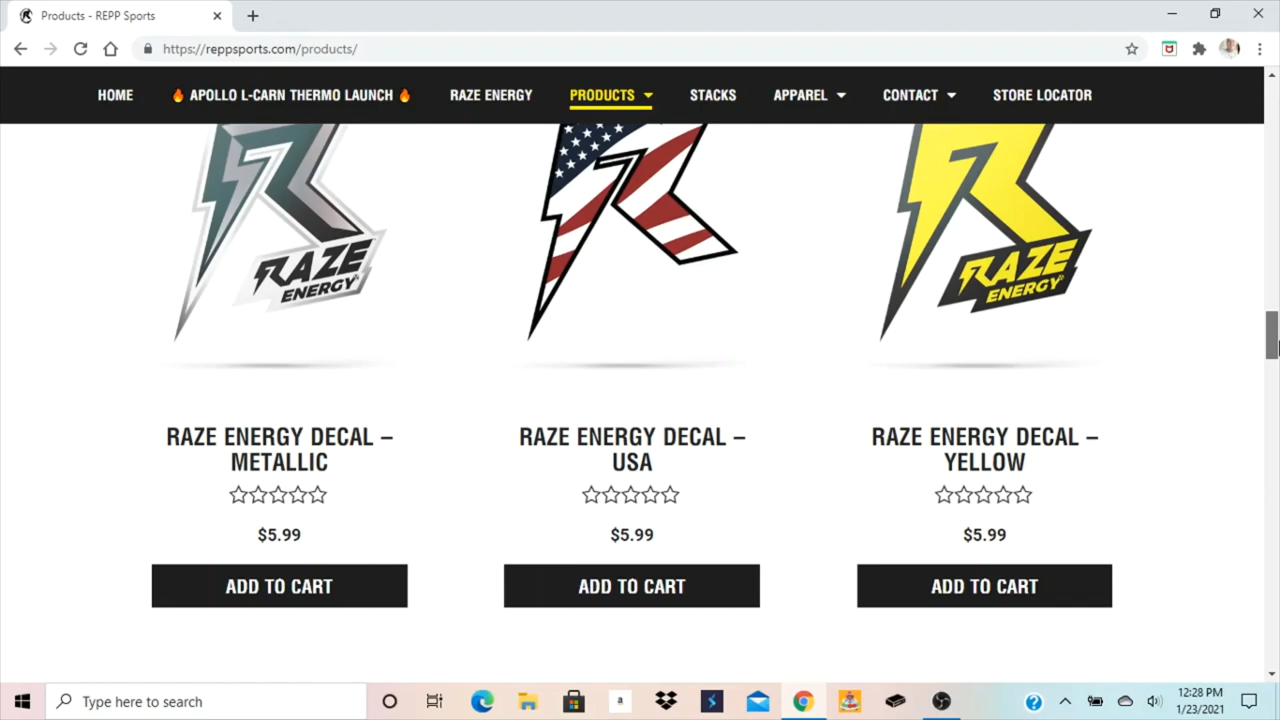 Products - REPP Sports
https://reppsports.com/products/
HOME
🔥 APOLLO L-CARN THERMO LAUNCH 🔥
RAZE ENERGY
PRODUCTS
STACKS
APPAREL
CONTACT
STORE LOCATOR
RAZE
ENERGY
RAZE
ENERGY
RAZE ENERGY DECAL –
METALLIC
$5.99
ADD TO CART
RAZE ENERGY DECAL –
USA
$5.99
ADD TO CART
RAZE ENERGY DECAL –
YELLOW
$5.99
ADD TO CART
Type here to search
a
12:28 PM
1/23/2021